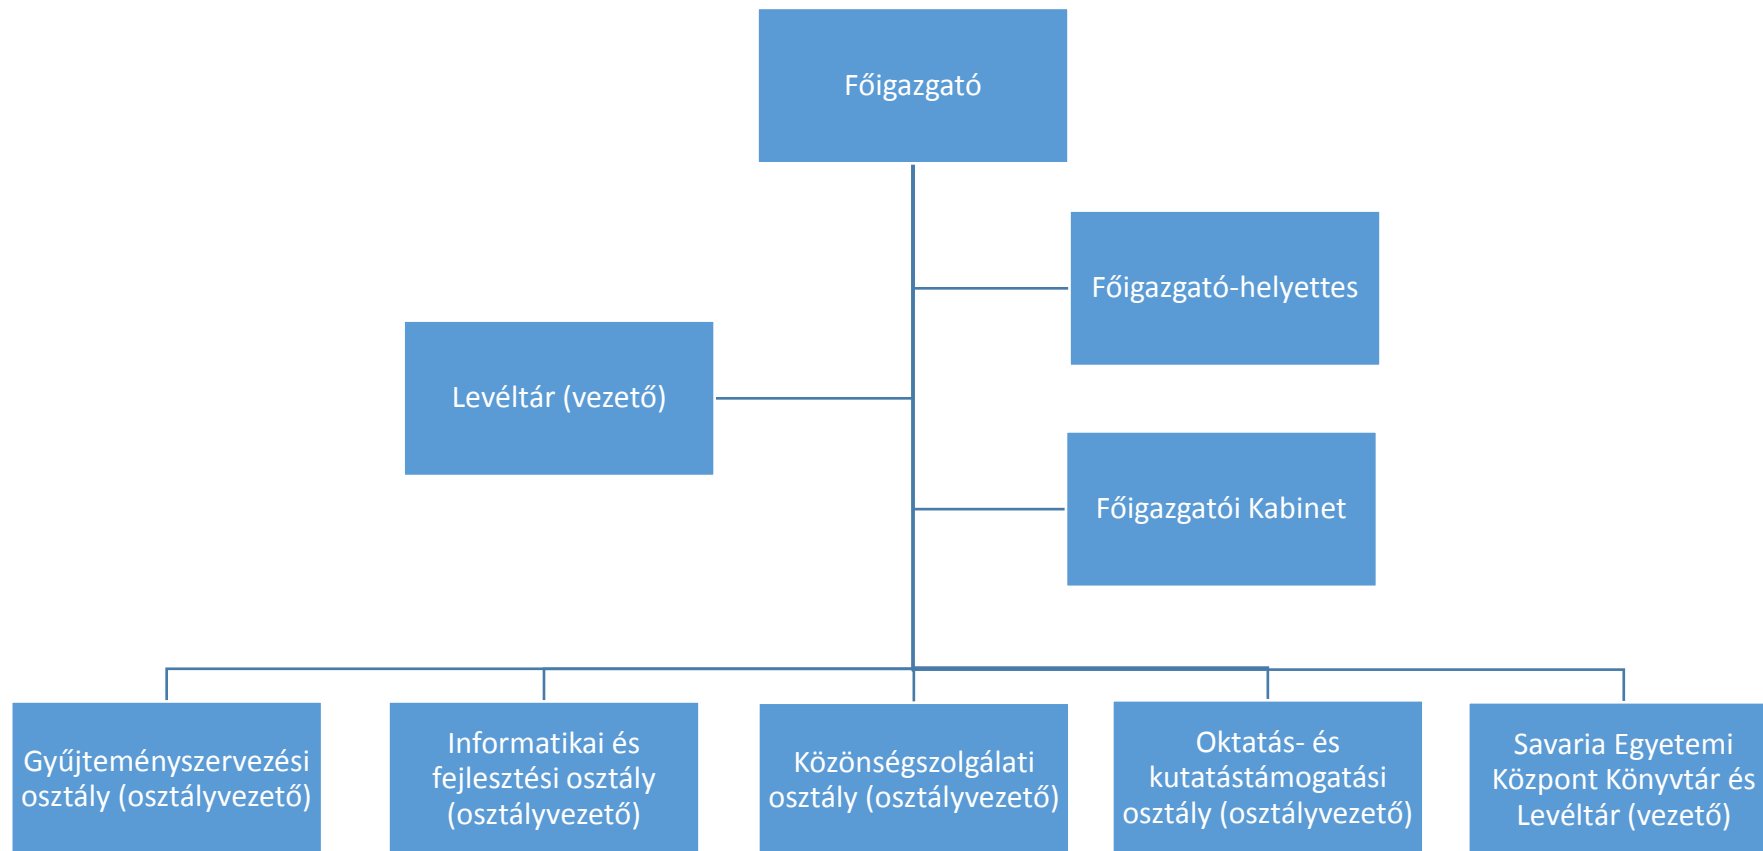 Főigazgató
Főigazgató-helyettes
Levéltár (vezető)
Főigazgatói Kabinet
Gyűjteményszervezési
osztály (osztályvezető)
Informatikai és
fejlesztési osztály
(osztályvezető)
Közönségszolgálati
osztály (osztályvezető)
Oktatás- és
kutatástámogatási
osztály (osztályvezető)
Savaria Egyetemi
Központ Könyvtár és
Levéltár (vezető)